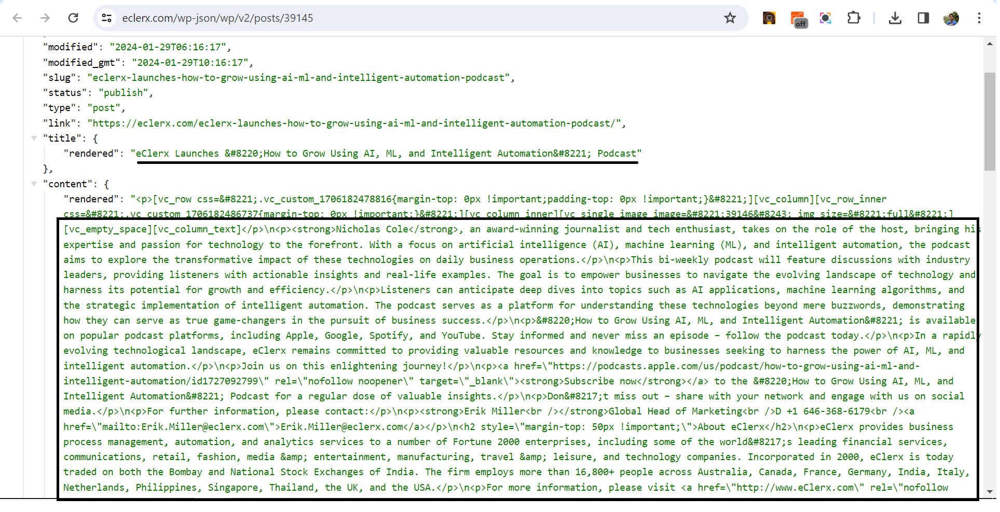 eclerx.com/wp-json/wp/v2/posts/39145
off
"modified": "2024-01-29T06:16:17",
"modified_gmt": "2024-01-29T10:16:17",
"slug": "eclerx-launches-how-to-grow-using-ai-ml-and-intelligent-automation-podcast",
"status": "publish",
"type": "post",
"link": "https://eclerx.com/eclerx-launches-how-to-grow-using-ai-ml-and-intelligent-automation-podcast/",
"title": {
"rendered": "eClerx Launches &#8220;How to Grow Using AI, ML, and Intelligent Automation&#8221; Podcast"
},
"content": {
"rendered": "<p>[vc_row css=&#8221;.vc_custom_1706182478816{margin-top: 0px !important;padding-top: 0px !important;}&#8221;][vc_column][vc_row_inner
css=&#8221;.vc_custom_1706182486737{margin-top: 0px !important;}&#8221;][vc_column_inner][vc_single_image image=&#8221;39146&#8243; img_size=&#8221;full&#8221;]
[vc_empty_space][vc_column_text]</p>\n<p><strong>Nicholas Cole</strong>, an award-winning journalist and tech enthusiast, takes on the role of the host, bringing his
expertise and passion for technology to the forefront. With a focus on artificial intelligence (AI), machine learning (ML), and intelligent automation, the podcast
aims to explore the transformative impact of these technologies on daily business operations.</p>\n<p>This bi-weekly podcast will feature discussions with industry
leaders, providing listeners with actionable insights and real-life examples. The goal is to empower businesses to navigate the evolving landscape of technology and
harness its potential for growth and efficiency.</p>\n<p>Listeners can anticipate deep dives into topics such as AI applications, machine learning algorithms, and
the strategic implementation of intelligent automation. The podcast serves as a platform for understanding these technologies beyond mere buzzwords, demonstrating
how they can serve as true game-changers in the pursuit of business success.</p>\n<p>&#8220;How to Grow Using AI, ML, and Intelligent Automation&#8221; is available
on popular podcast platforms, including Apple, Google, Spotify, and YouTube. Stay informed and never miss an episode – follow the podcast today.</p>\n<p>In a rapidly
evolving technological landscape, eClerx remains committed to providing valuable resources and knowledge to businesses seeking to harness the power of AI, ML, and
intelligent automation.</p>\n<p>Join us on this enlightening journey!</p>\n<p><a href=\"https://podcasts.apple.com/us/podcast/how-to-grow-using-ai-ml-and-
intelligent-automation/id1727092799\" rel=\"nofollow noopener\" target=\"_blank\"><strong>Subscribe now</strong></a> to the &#8220;How to Grow Using AI, ML, and
Intelligent Automation&#8221; Podcast for a regular dose of valuable insights.</p>\n<p>Don&#8217;t miss out – share with your network and engage with us on social
media.</p>\n<p>For further information, please contact:</p>\n<p><strong>Erik Miller<br /></strong>Global Head of Marketing<br />D +1 646-368-6179<br /><a
href=\"mailto:Erik.Miller@eclerx.com\">Erik.Miller@eclerx.com</a></p>\n<h2 style=\"margin-top: 50px !important;\">About eClerx</h2>\n<p>eClerx provides business
process management, automation, and analytics services to a number of Fortune 2000 enterprises, including some of the world&#8217;s leading financial services,
communications, retail, fashion, media &amp; entertainment, manufacturing, travel &amp; leisure, and technology companies. Incorporated in 2000, eClerx is today
traded on both the Bombay and National Stock Exchanges of India. The firm employs more than 16,800+ people across Australia, Canada, France, Germany, India, Italy,
Netherlands, Philippines, Singapore, Thailand, the UK, and the USA.</p>\n<p>For more information, please visit <a href=\"http://www.eClerx.com\" rel=\"nofollow